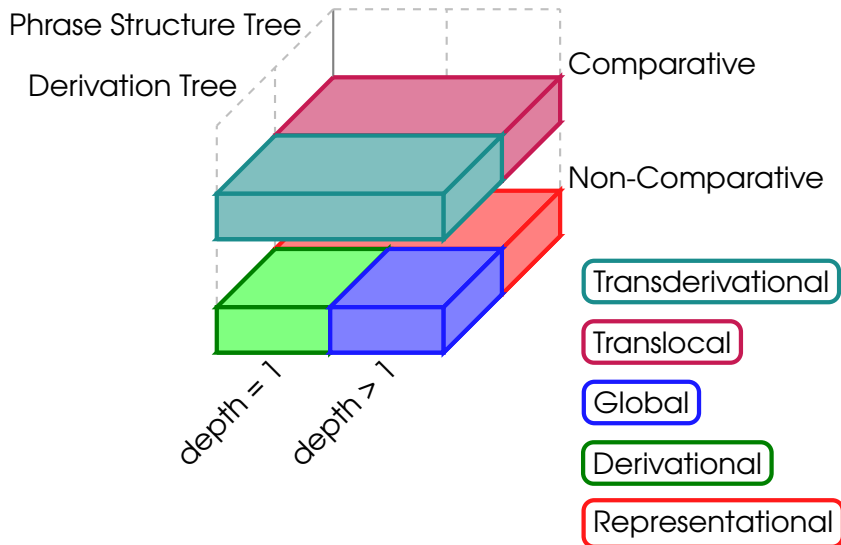 Phrase Structure Tree
Derivation Tree
Comparative
Non-Comparative
depth = 1
depth > 1
Transderivational
Translocal
Global
Derivational
Representational